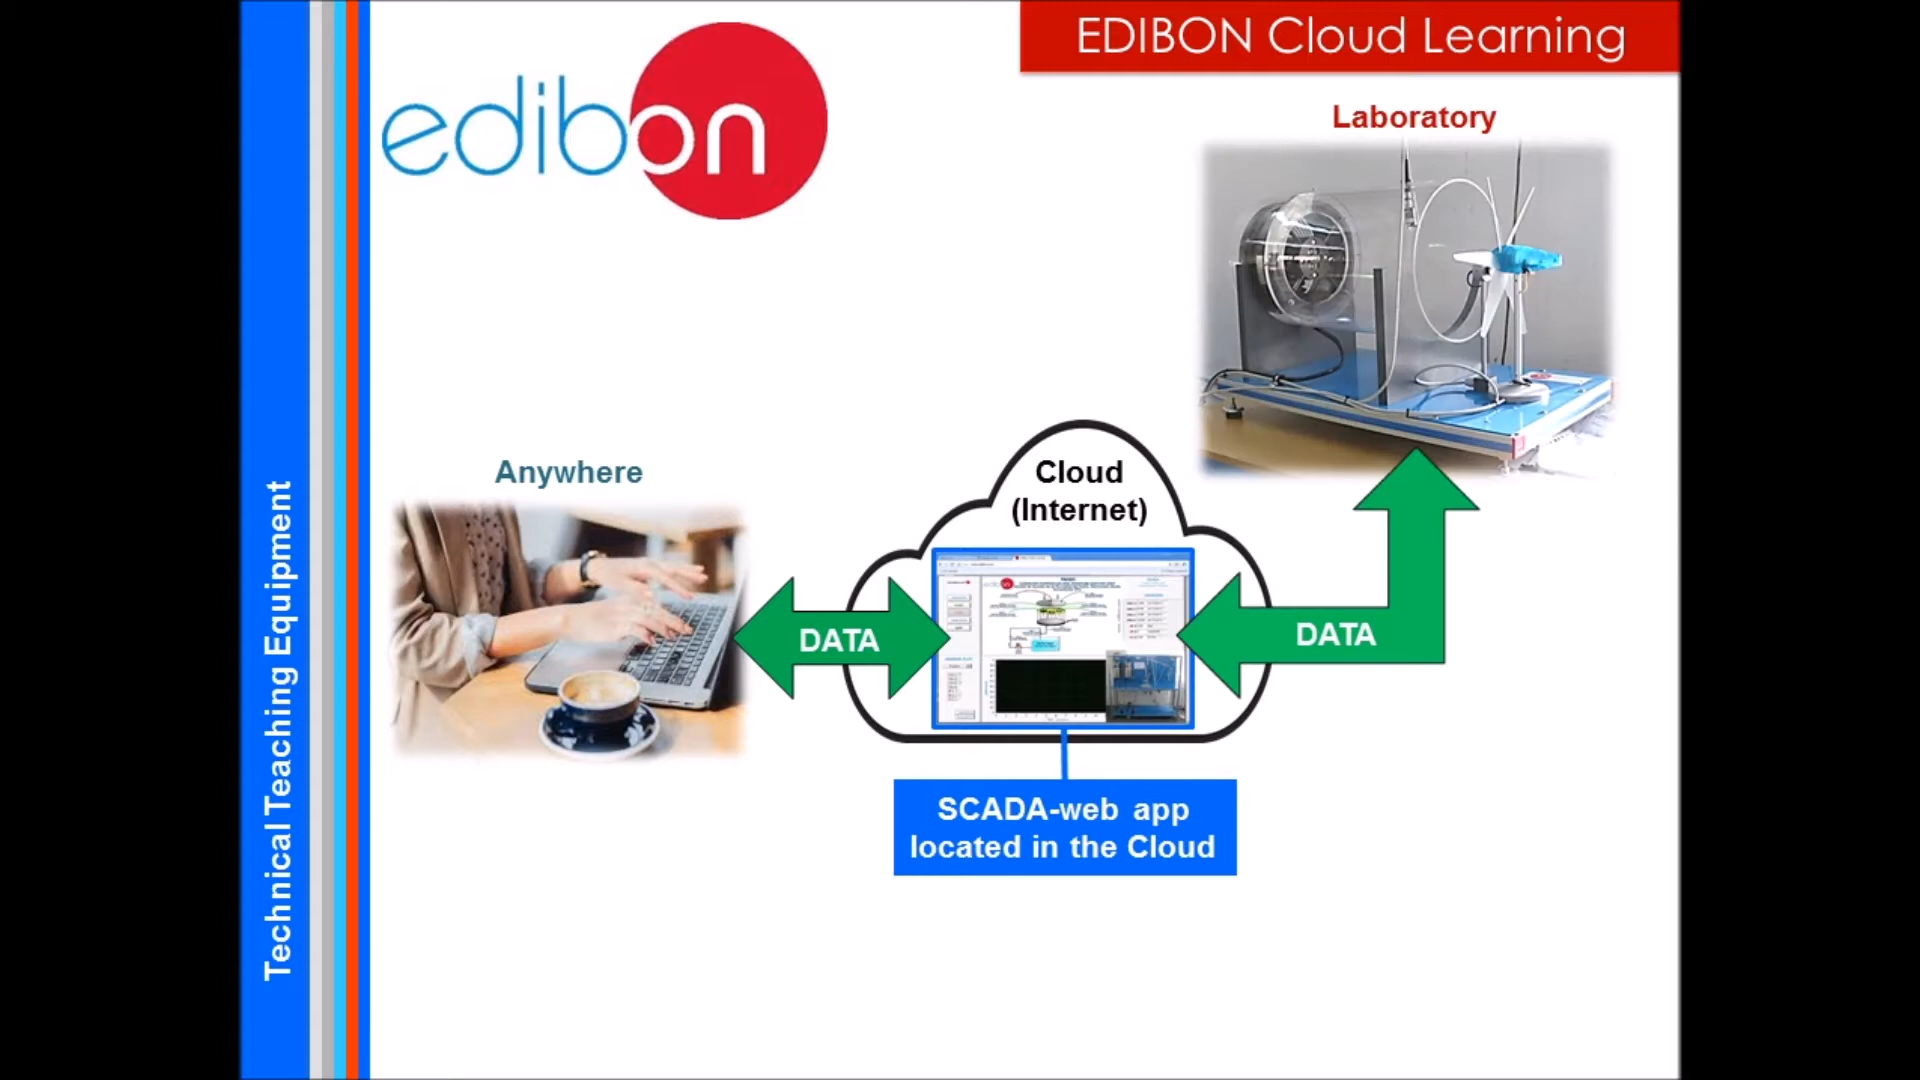 EDIBON Cloud Learning
edibon
Laboratory
Anywhere
Cloud
(Internet)
DATA
DATA
SCADA-web app
located in the Cloud
Technical Teaching Equipment